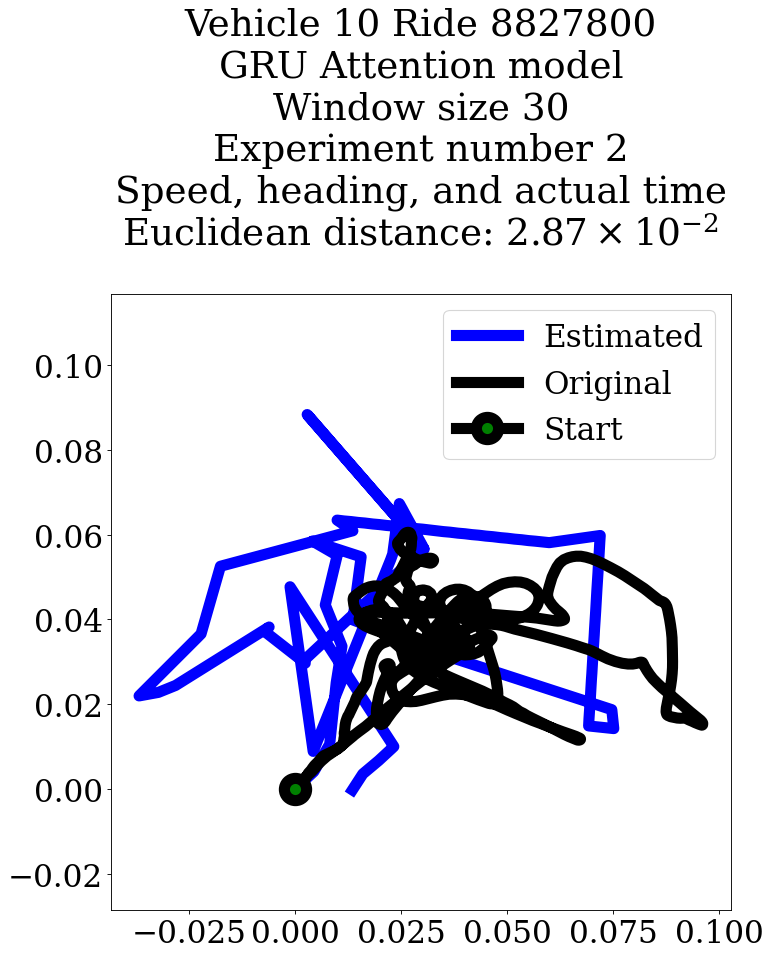 Vehicle 10 Ride 8827800
GRU Attention model
Window size 30
Experiment number 2
Speed, heading, and actual time
Euclidean distance: 2.87 × 10⁻²
Estimated
Original
Start
0.10
0.08
0.06
0.04
0.02
0.00
−0.02
−0.025 0.000 0.025 0.050 0.075 0.100